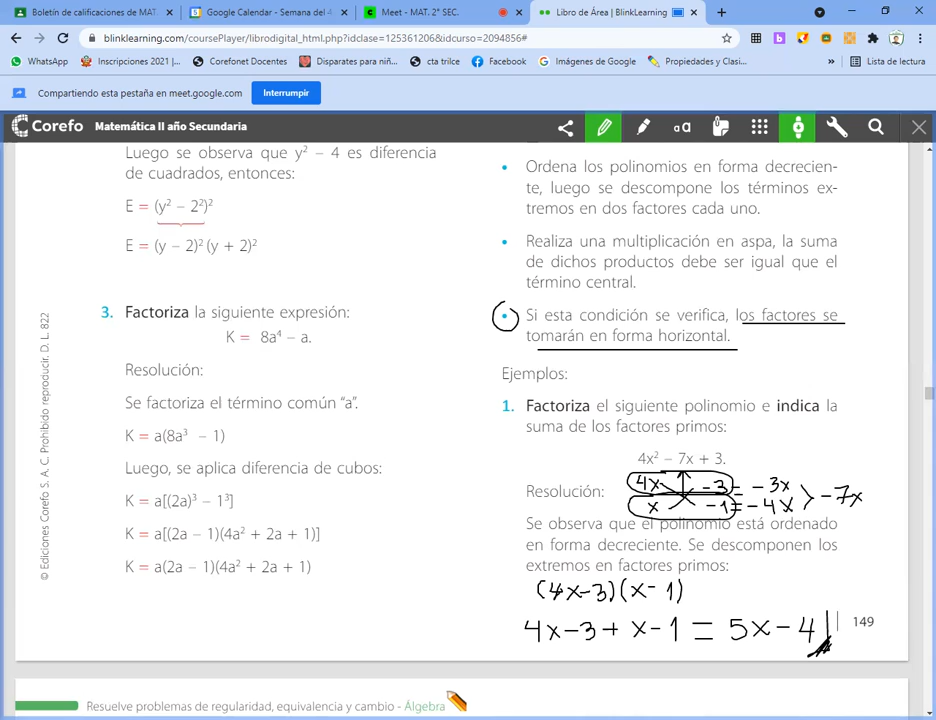 Boletín de calificaciones de MAT.
Google Calendar - Semana del 4
Meet - MAT. 2° SEC.
Libro de Área | BlinkLearning
blinklearning.com/coursePlayer/librodigital_html.php?idclase=125361206&idcurso=2094856#
WhatsApp
Inscripciones 2021 |...
Corefonet Docentes
Disparates para niñ...
cta trilce
Facebook
Imágenes de Google
Propiedades y Clasi...
»
Lista de lectura
Compartiendo esta pestaña en meet.google.com
Interrumpir
Corefo
Matemática II año Secundaria
aa
Luego se observa que y² – 4 es diferencia
de cuadrados, entonces:
E = (y² – 2²)²
E = (y – 2)² (y + 2)²
3. Factoriza la siguiente expresión:
K = 8a⁴ – a.
Resolución:
Se factoriza el término común “a”.
K = a(8a³ – 1)
Luego, se aplica diferencia de cubos:
K = a[(2a)³ – 1³]
K = a[(2a – 1)(4a² + 2a + 1)]
K = a(2a – 1)(4a² + 2a + 1)
© Ediciones Corefo S. A. C. Prohibido reproducir. D. L. 822
• Ordena los polinomios en forma decrecien-
te, luego se descompone los términos ex-
tremos en dos factores cada uno.
• Realiza una multiplicación en aspa, la suma
de dichos productos debe ser igual que el
término central.
• Si esta condición se verifica, los factores se
tomarán en forma horizontal.
Ejemplos:
1. Factoriza el siguiente polinomio e indica la
suma de los factores primos:
4x² – 7x + 3.
4x -3 = -3x
Resolución:
x -1 = -4x > -7x
Se observa que el polinomio está ordenado
en forma decreciente. Se descomponen los
extremos en factores primos:
(4x-3)(x-1)
4x-3+x-1 = 5x-4
149
Resuelve problemas de regularidad, equivalencia y cambio - Álgebra